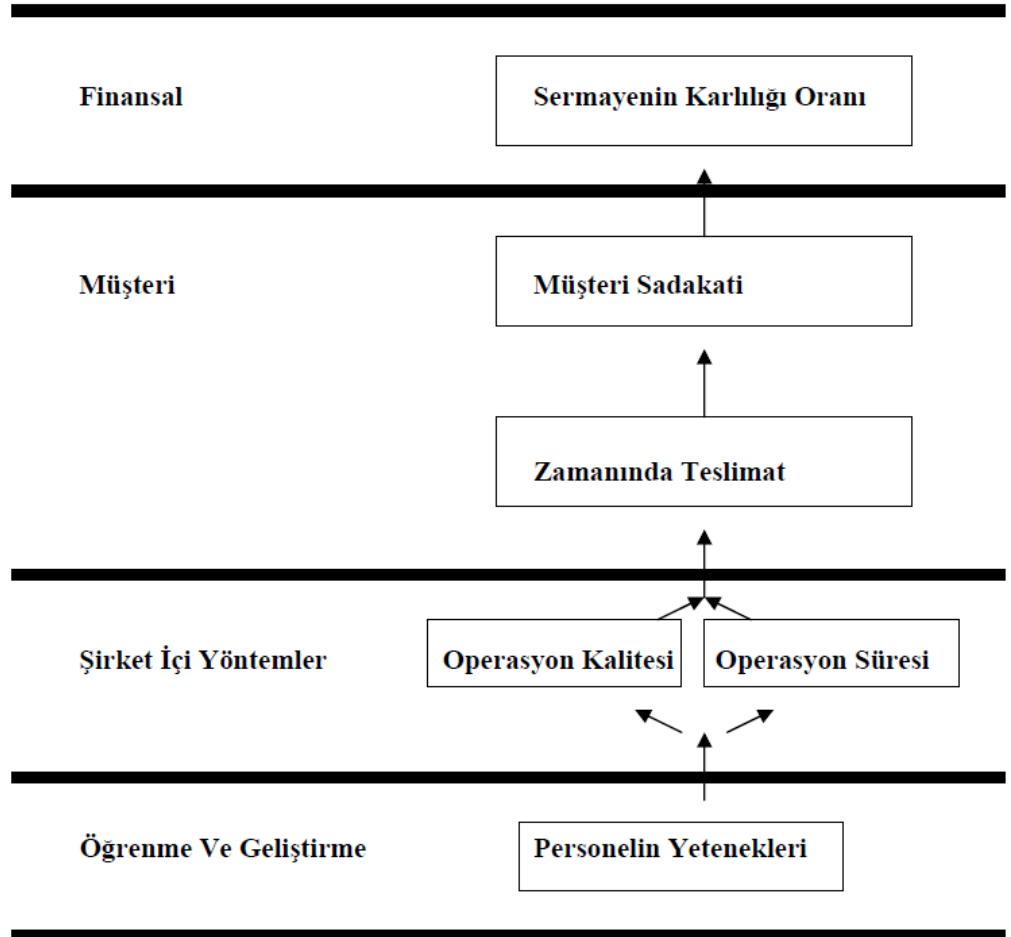 Finansal
Sermayenin Karlılığı Oranı
Müşteri
Müşteri Sadakati
Zamanında Teslimat
Şirket İçi Yöntemler
Operasyon Kalitesi
Operasyon Süresi
Öğrenme Ve Geliştirme
Personelin Yetenekleri